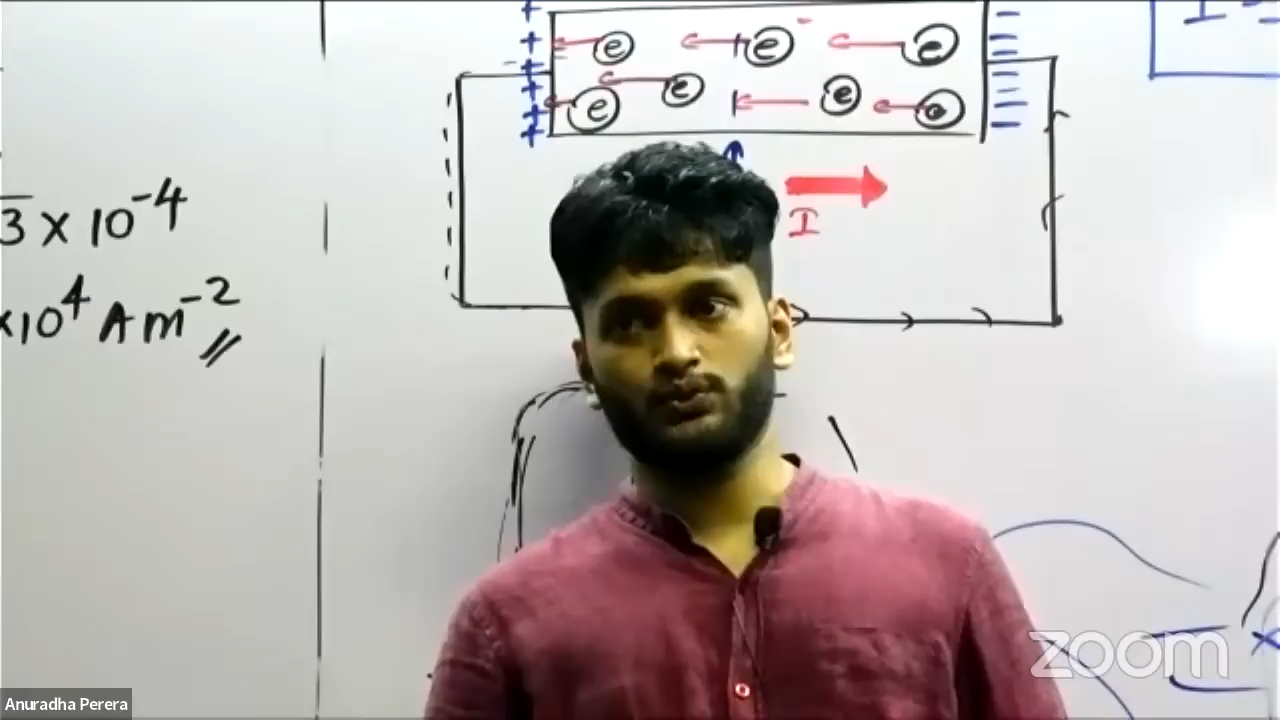 + + + + + +
e e e
e e e e
I
3 x 10⁻⁴
x10⁴ A m⁻²
zoom
Anuradha Perera